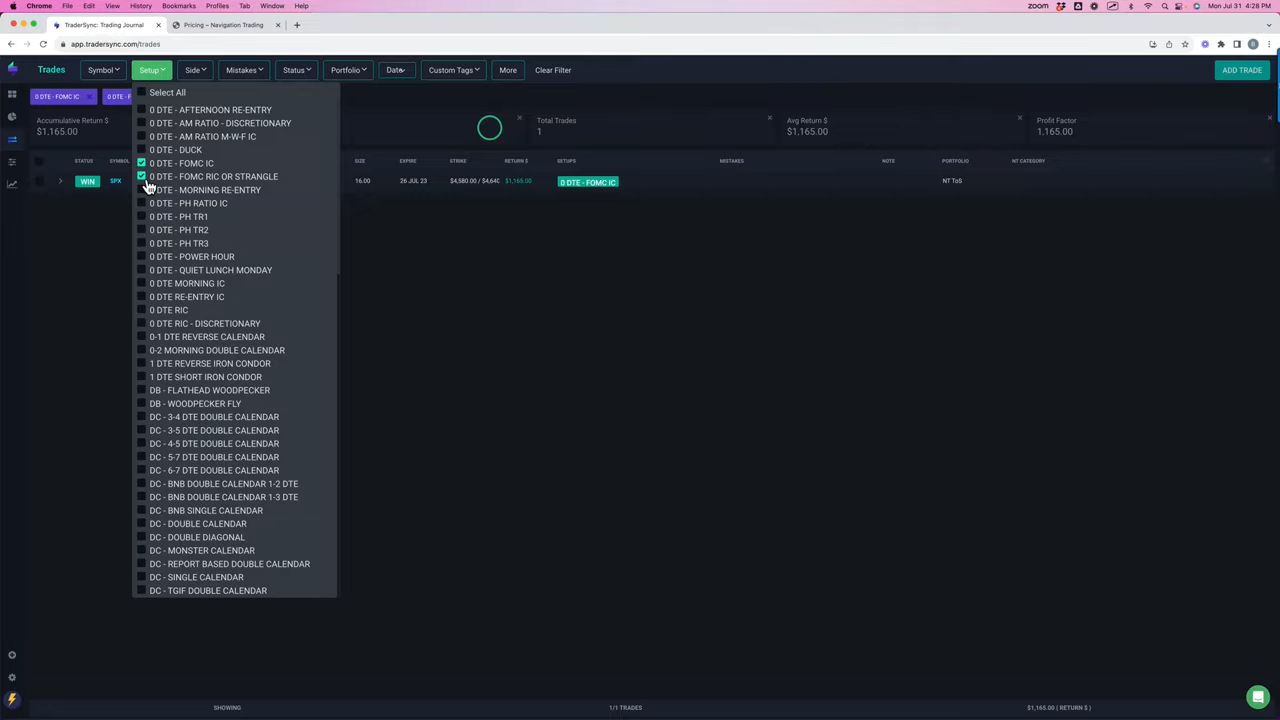 Chrome File Edit View History Bookmarks Profiles Tab Window Help zoom Mon Jul 31 4:28 PM
TraderSync: Trading Journal Pricing – Navigation Trading
app.tradersync.com/trades
Trades Symbol Setup Side Mistakes Status Portfolio Date Custom Tags More Clear Filter ADD TRADE
0 DTE - FOMC IC 0 DTE - F
Select All
0 DTE - AFTERNOON RE-ENTRY
0 DTE - AM RATIO - DISCRETIONARY
0 DTE - AM RATIO M-W-F IC
0 DTE - DUCK
0 DTE - FOMC IC
0 DTE - FOMC RIC OR STRANGLE
DTE - MORNING RE-ENTRY
0 DTE - PH RATIO IC
0 DTE - PH TR1
0 DTE - PH TR2
0 DTE - PH TR3
0 DTE - POWER HOUR
0 DTE - QUIET LUNCH MONDAY
0 DTE MORNING IC
0 DTE RE-ENTRY IC
0 DTE RIC
0 DTE RIC - DISCRETIONARY
0-1 DTE REVERSE CALENDAR
0-2 MORNING DOUBLE CALENDAR
1 DTE REVERSE IRON CONDOR
1 DTE SHORT IRON CONDOR
DB - FLATHEAD WOODPECKER
DB - WOODPECKER FLY
DC - 3-4 DTE DOUBLE CALENDAR
DC - 3-5 DTE DOUBLE CALENDAR
DC - 4-5 DTE DOUBLE CALENDAR
DC - 5-7 DTE DOUBLE CALENDAR
DC - 6-7 DTE DOUBLE CALENDAR
DC - BNB DOUBLE CALENDAR 1-2 DTE
DC - BNB DOUBLE CALENDAR 1-3 DTE
DC - BNB SINGLE CALENDAR
DC - DOUBLE CALENDAR
DC - DOUBLE DIAGONAL
DC - MONSTER CALENDAR
DC - REPORT BASED DOUBLE CALENDAR
DC - SINGLE CALENDAR
DC - TGIF DOUBLE CALENDAR
Accumulative Return $ Total Trades Avg Return $ Profit Factor
$1,165.00 1 $1,165.00 1,165.00
STATUS SYMBOL SIZE EXPIRE STRIKE RETURN $ SETUPS MISTAKES NOTE PORTFOLIO NT CATEGORY
WIN SPX 16.00 26 JUL 23 $4,580.00 / $4,640 $1,165.00 0 DTE - FOMC IC NT ToS
SHOWING 1/1 TRADES $1,165.00 ( RETURN $ )